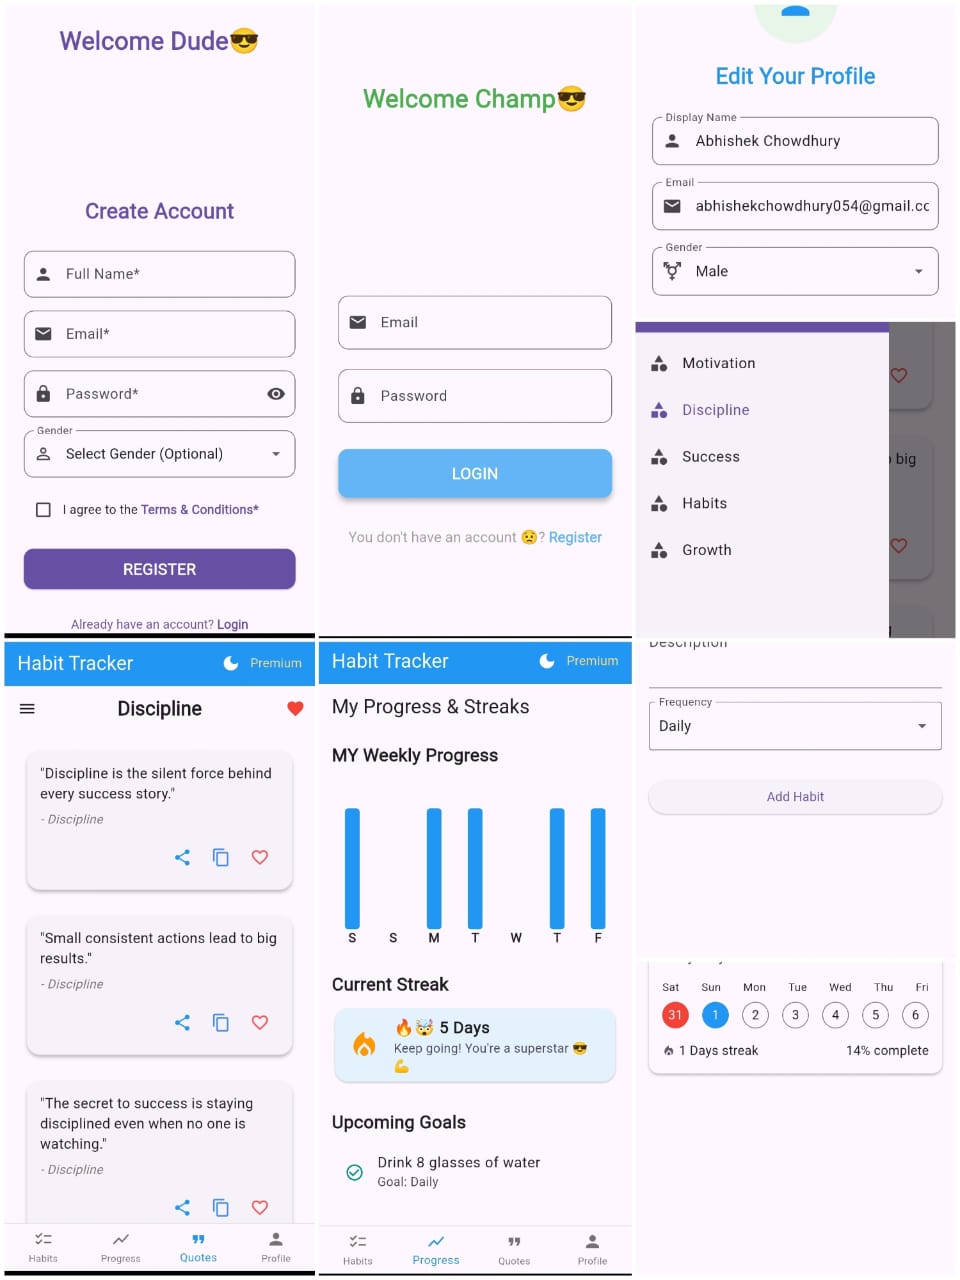 Welcome Dude😎
Create Account
Full Name*
Email*
Password*
Gender
Select Gender (Optional)
I agree to the Terms & Conditions*
REGISTER
Already have an account? Login
Welcome Champ😎
Email
Password
LOGIN
You don't have an account 😟? Register
Edit Your Profile
Display Name
Abhishek Chowdhury
Email
abhishekchowdhury054@gmail.cc
Gender
Male
Motivation
Discipline
Success
Habits
Growth
big
Habit Tracker
Premium
Discipline
"Discipline is the silent force behind
every success story."
- Discipline
"Small consistent actions lead to big
results."
- Discipline
"The secret to success is staying
disciplined even when no one is
watching."
- Discipline
Habits
Progress
Quotes
Profile
Habit Tracker
Premium
My Progress & Streaks
MY Weekly Progress
S S M T W T F
Current Streak
🔥🤯 5 Days
Keep going! You're a superstar 😎
💪
Upcoming Goals
Drink 8 glasses of water
Goal: Daily
Habits
Progress
Quotes
Profile
Description
Frequency
Daily
Add Habit
Sat Sun Mon Tue Wed Thu Fri
31 1 2 3 4 5 6
1 Days streak
14% complete